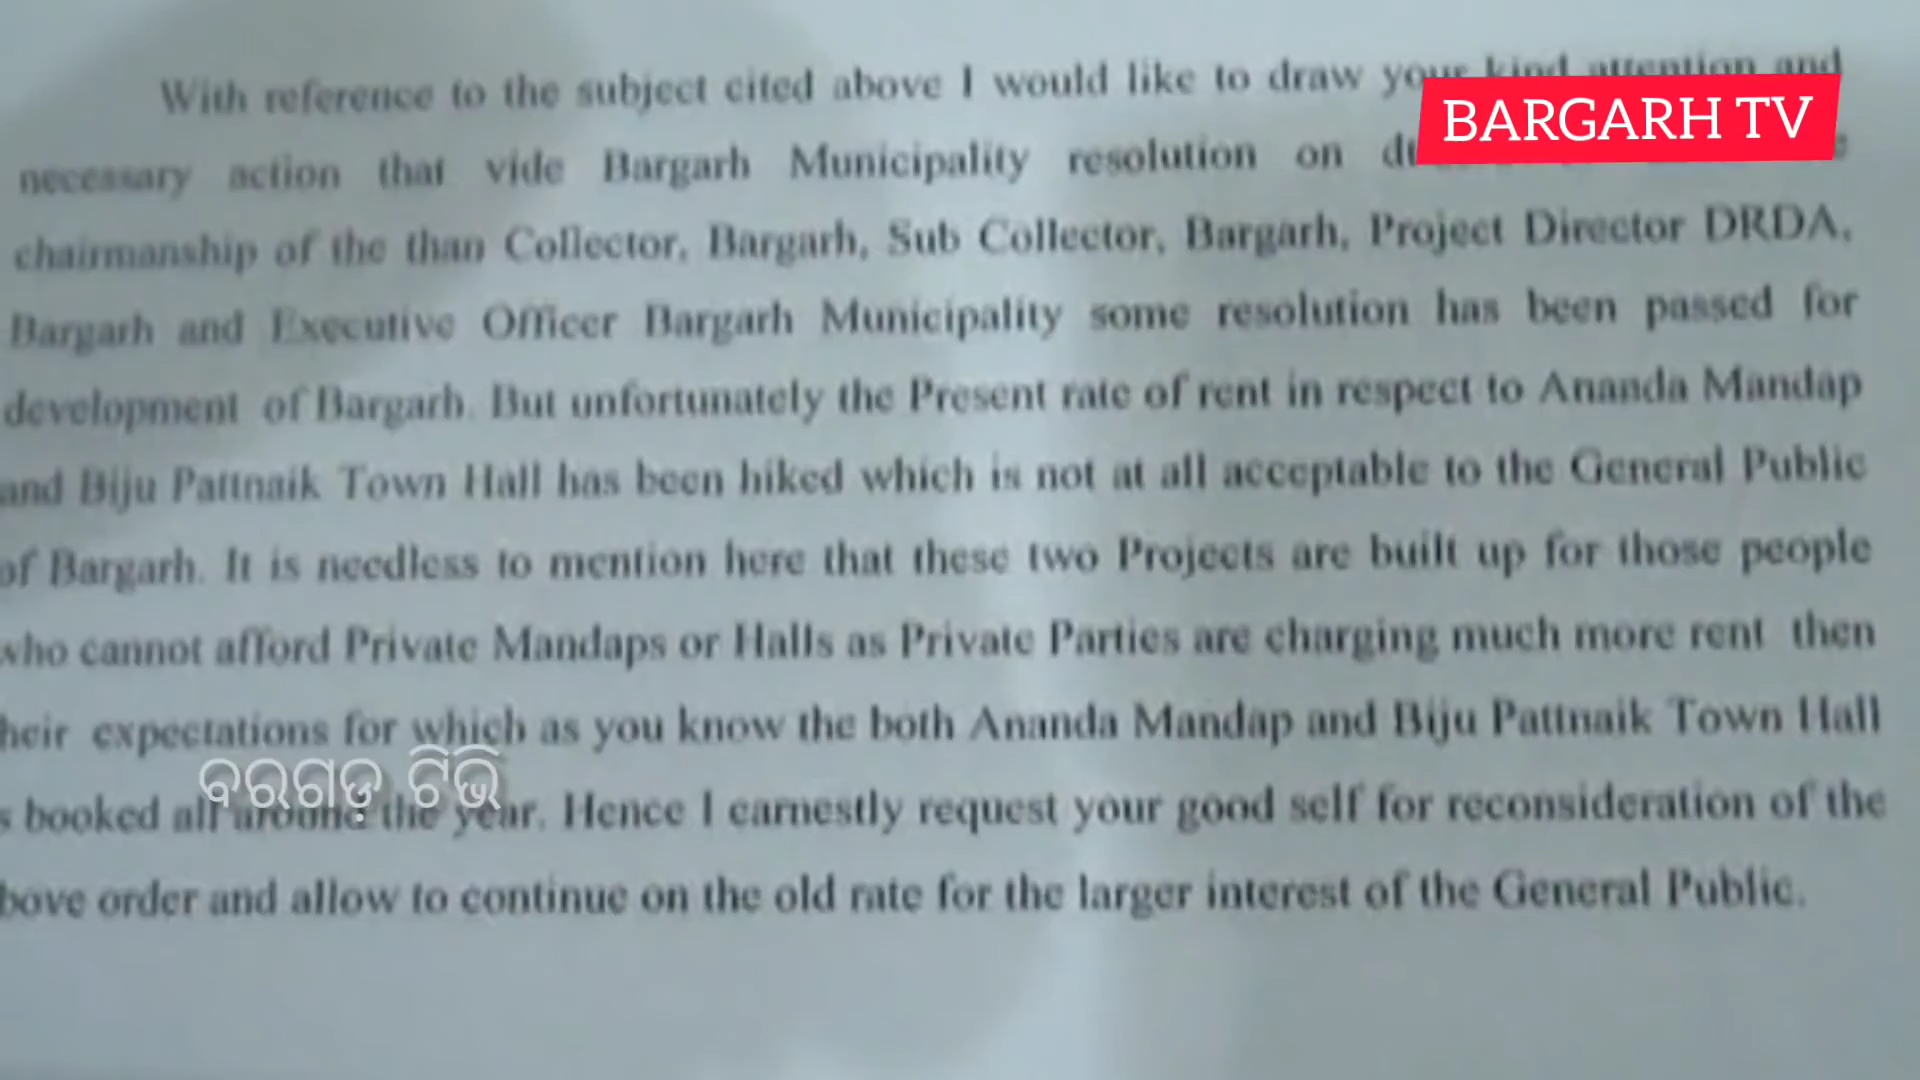 With reference to the subject cited above I would like to draw your kind attention and
BARGARH TV
necessary action that vide Bargarh Municipality resolution on
chairmanship of the than Collector, Bargarh, Sub Collector, Bargarh, Project Director DRDA,
Bargarh and Executive Officer Bargarh Municipality some resolution has been passed for
development of Bargarh. But unfortunately the Present rate of rent in respect to Ananda Mandap
and Biju Pattnaik Town Hall has been hiked which is not at all acceptable to the General Public
of Bargarh. It is needless to mention here that these two Projects are built up for those people
who cannot afford Private Mandaps or Halls as Private Parties are charging much more rent then
heir expectations for which as you know the both Ananda Mandap and Biju Pattnaik Town Hall
ବରଗଡ଼ ଟିଭି
s booked all around the year. Hence I earnestly request your good self for reconsideration of the
bove order and allow to continue on the old rate for the larger interest of the General Public.